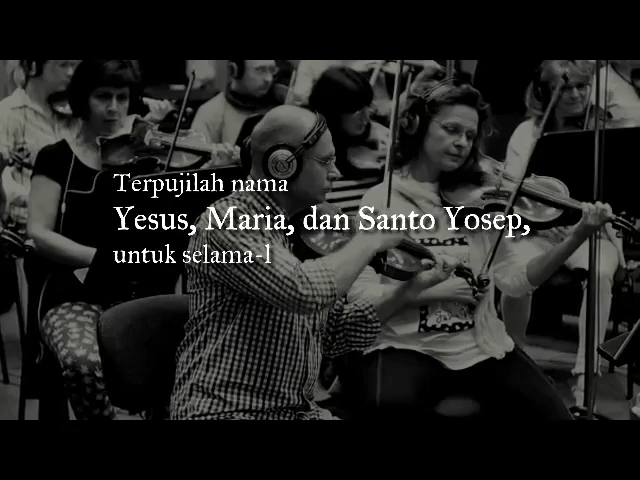 Terpujilah nama
Yesus, Maria, dan Santo Yosep,
untuk selama-l